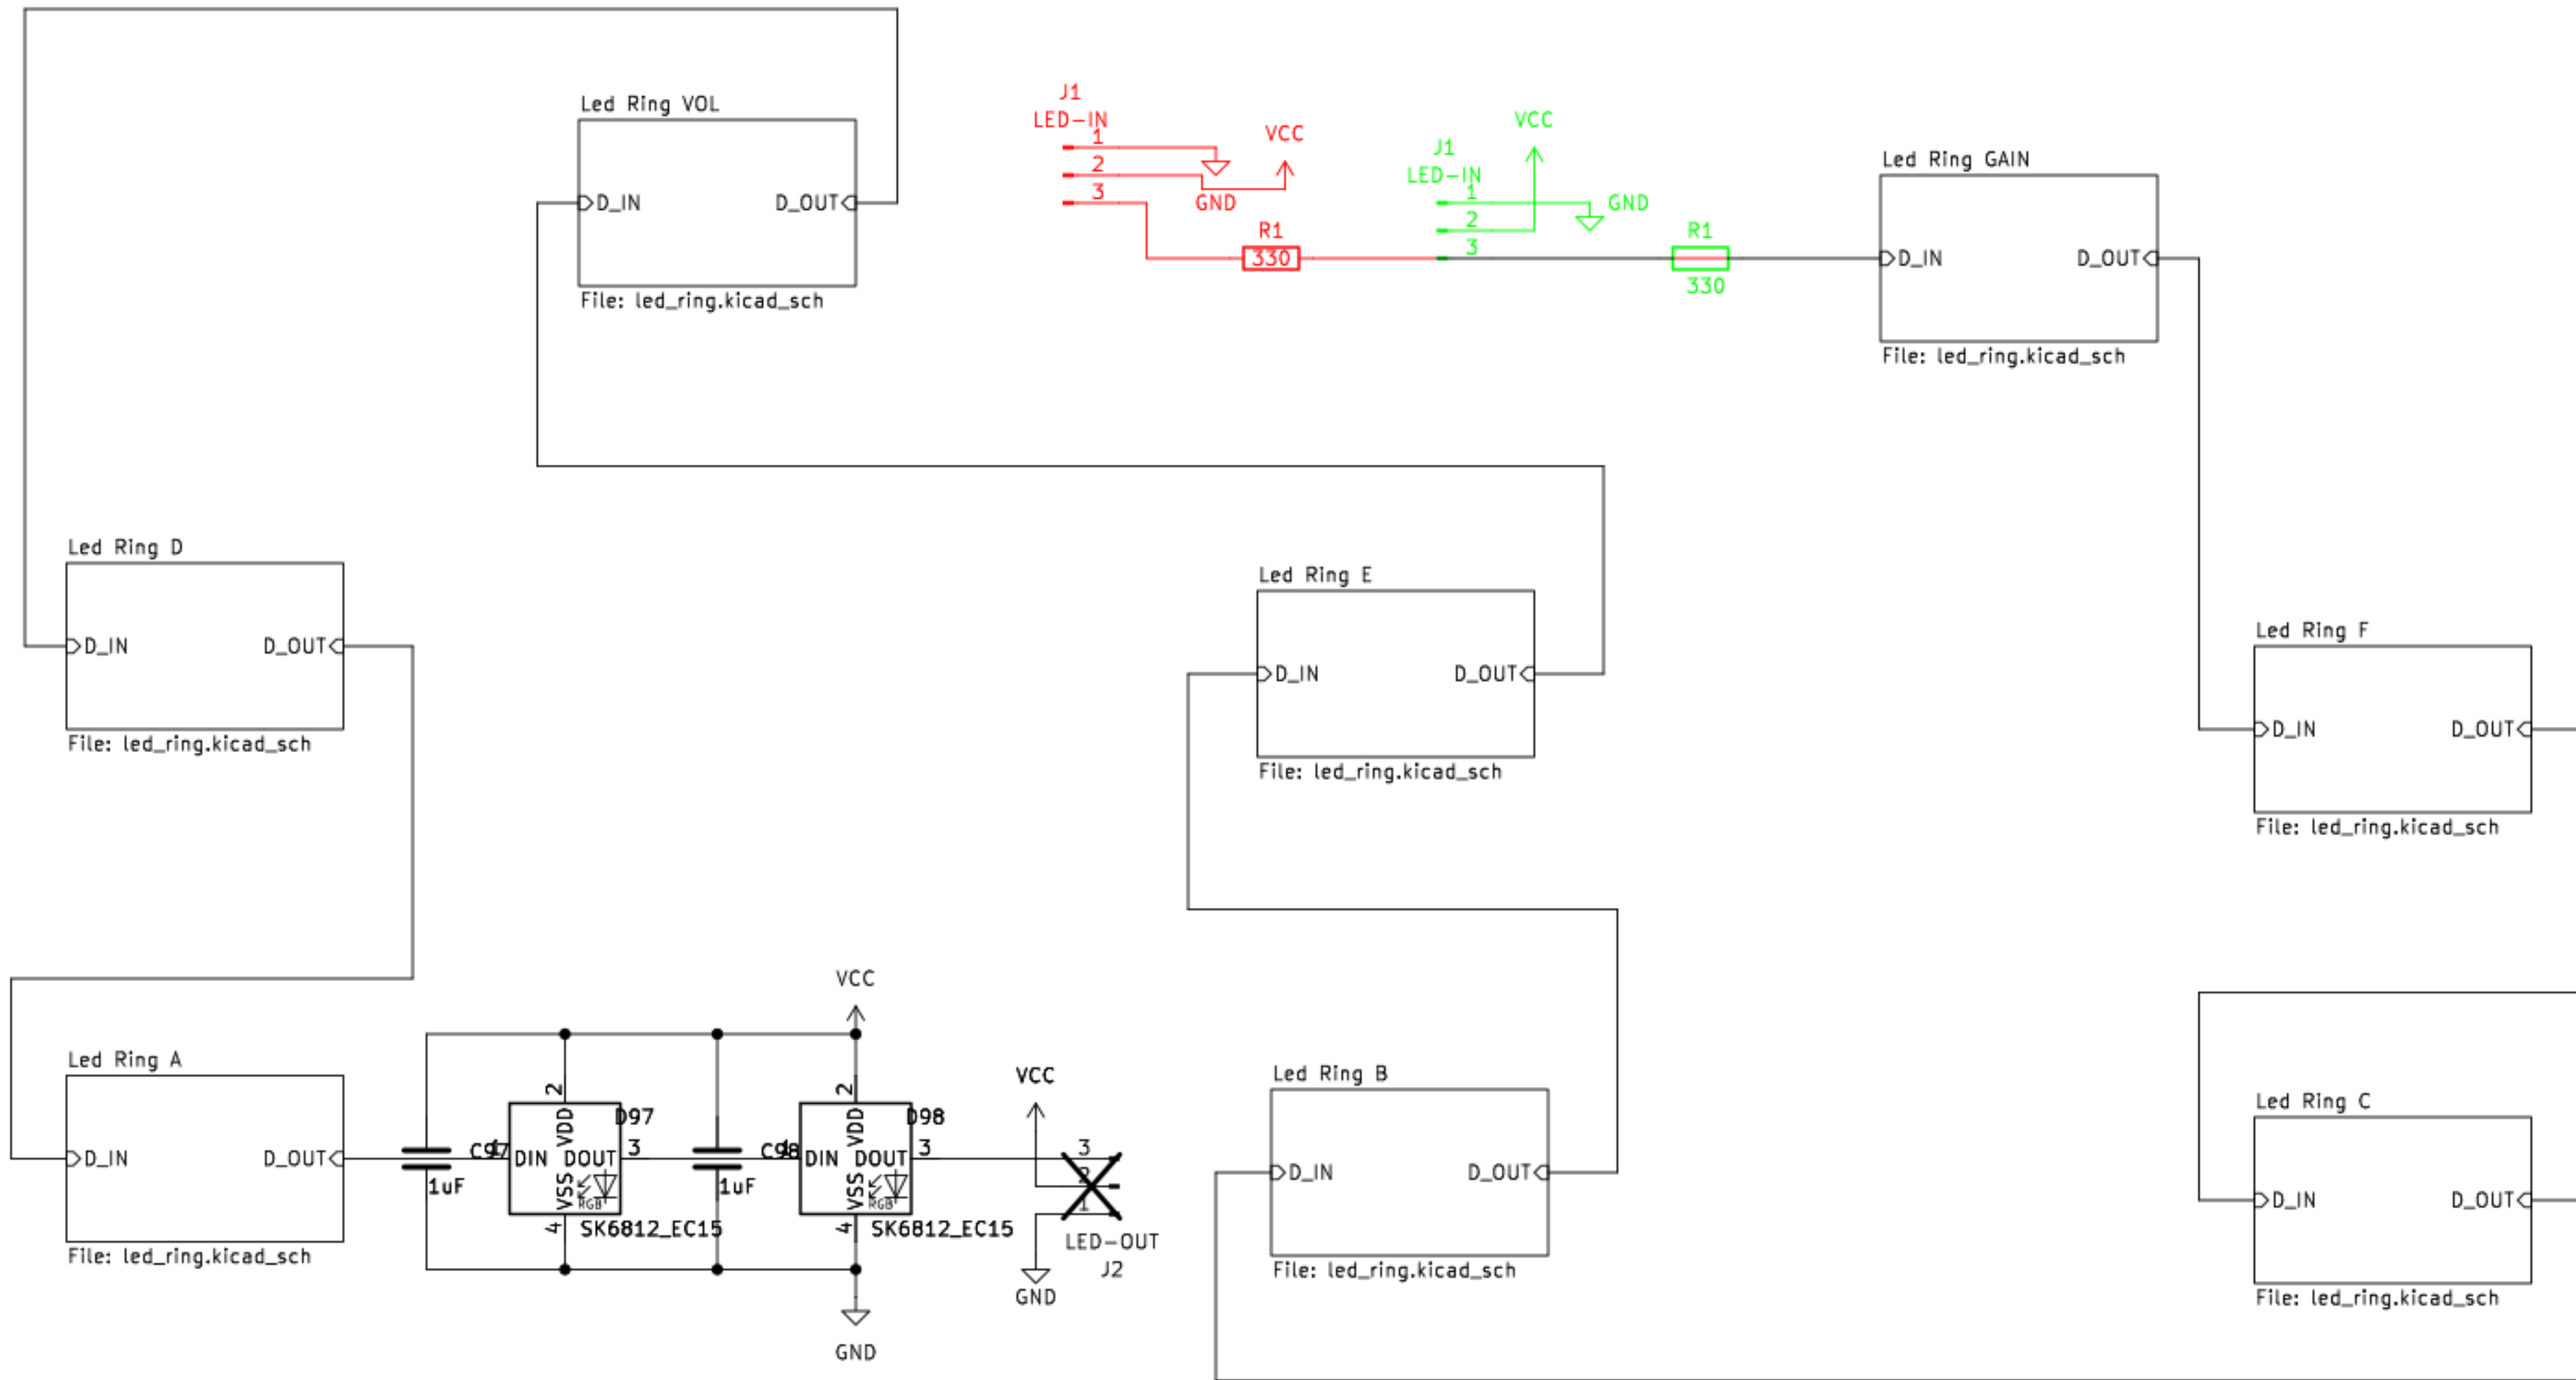 Led Ring VOL
D_IN D_OUT
File: led_ring.kicad_sch
J1
LED-IN
1
2
3
VCC
GND
R1
330
VCC
J1
LED-IN
1
2
3
GND
R1
330
Led Ring GAIN
D_IN D_OUT
File: led_ring.kicad_sch
Led Ring D
D_IN D_OUT
File: led_ring.kicad_sch
Led Ring E
D_IN D_OUT
File: led_ring.kicad_sch
Led Ring F
D_IN D_OUT
File: led_ring.kicad_sch
Led Ring A
D_IN D_OUT
File: led_ring.kicad_sch
VCC
C97
1uF
1
2
3
4
DIN
VDD
DOUT
VSS
RGB
D97
SK6812_EC15
C98
1uF
1
2
3
4
DIN
VDD
DOUT
VSS
RGB
D98
SK6812_EC15
GND
VCC
3
2
1
LED-OUT
J2
GND
Led Ring B
D_IN D_OUT
File: led_ring.kicad_sch
Led Ring C
D_IN D_OUT
File: led_ring.kicad_sch